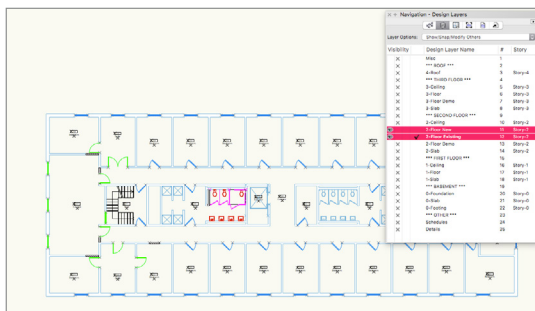 Navigation - Design Layers
Layer Options: Show/Snap/Modify Others
Visibility Design Layer Name # Story
Misc 1
*** ROOF *** 2
4-Roof 3 Story-4
*** THIRD FLOOR *** 4
3-Ceiling 5 Story-3
3-Floor 6 Story-3
3-Floor Demo 7 Story-3
3-Slab 8 Story-3
*** SECOND FLOOR *** 9
2-Ceiling 10 Story-2
2-Floor New 11 Story-2
2-Floor Existing 12 Story-2
2-Floor Demo 13 Story-2
2-Slab 14 Story-2
*** FIRST FLOOR *** 15
1-Ceiling 16 Story-1
1-Floor 17 Story-1
1-Slab 18 Story-1
*** BASEMENT *** 19
0-Foundation 20 Story-0
0-Slab 21 Story-0
0-Footing 22 Story-0
*** OTHER *** 23
Schedules 24
Details 25